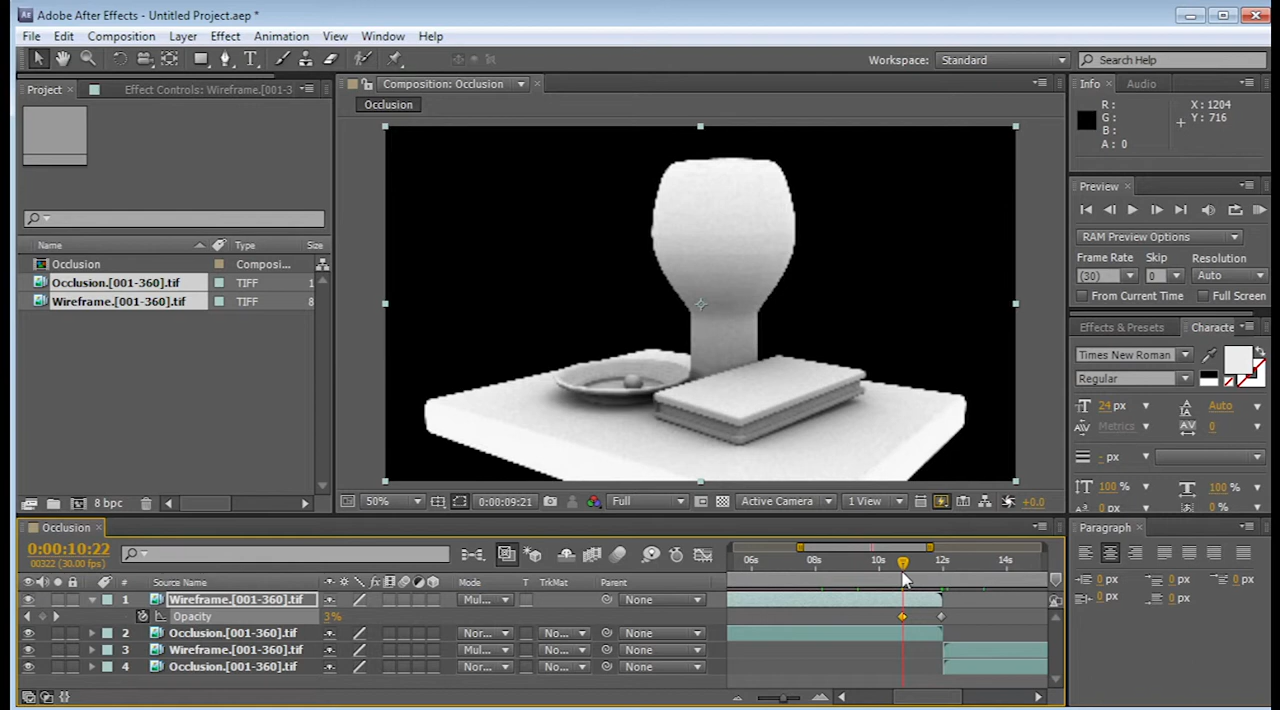 Adobe After Effects - Untitled Project.aep *
File Edit Composition Layer Effect Animation View Window Help
Workspace: Standard Search Help
Project Effect Controls: Wireframe.[001-3
Composition: Occlusion
Occlusion
Info Audio
R: X: 1204
G: Y: 716
B:
A: 0
Preview
RAM Preview Options
Frame Rate Skip Resolution
(30) 0 Auto
From Current Time Full Screen
Name Type Size
Occlusion Composi...
Occlusion.[001-360].tif TIFF 1
Wireframe.[001-360].tif TIFF 8
Effects & Presets Characte
Times New Roman
Regular
24 px Auto
Metrics 0
- px
100 % 100 %
0 px 0 %
8 bpc
50% 0:00:09:21 Full Active Camera 1 View +0.0
Occlusion
0:00:10:22
00322 (30.00 fps)
06s 08s 10s 12s 14s
# Source Name Mode T TrkMat Parent
1 Wireframe.[001-360].tif Mul... None
Opacity 3%
2 Occlusion.[001-360].tif Nor... No... None
3 Wireframe.[001-360].tif Mul... No... None
4 Occlusion.[001-360].tif Nor... No... None
Paragraph
0 px 0 px 0 px
0 px 0 px